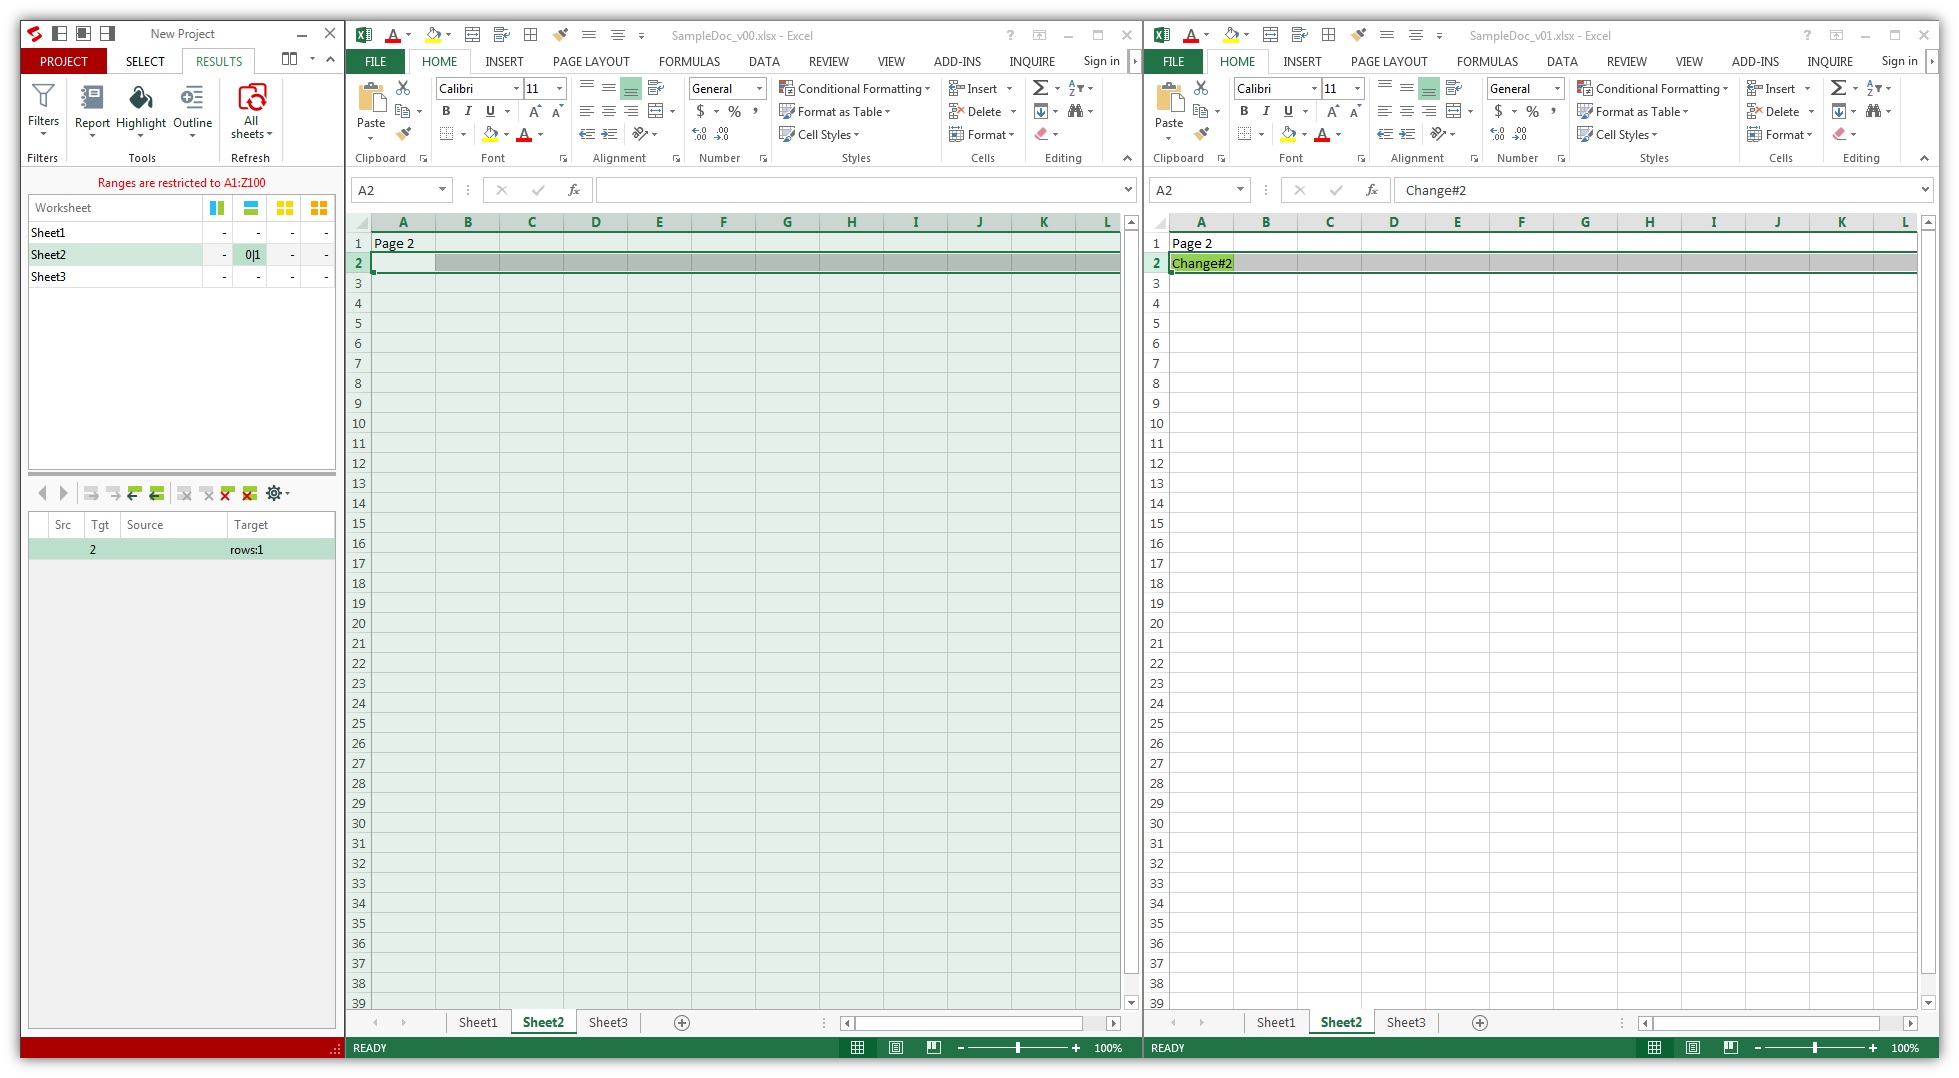 New Project
PROJECT SELECT RESULTS
Filters Report Highlight Outline All sheets
Filters Tools Refresh
Ranges are restricted to A1:Z100
Worksheet
Sheet1 - - - -
Sheet2 - 0|1 - -
Sheet3 - - - -
Src Tgt Source Target
2 rows:1
SampleDoc_v00.xlsx - Excel
FILE HOME INSERT PAGE LAYOUT FORMULAS DATA REVIEW VIEW ADD-INS INQUIRE Sign in
Calibri 11 General Conditional Formatting Insert
Paste B I U $ % , Format as Table Delete
Cell Styles Format
Clipboard Font Alignment Number Styles Cells Editing
A2 fx
A B C D E F G H I J K L
1 Page 2
2
3
4
5
6
7
8
9
10
11
12
13
14
15
16
17
18
19
20
21
22
23
24
25
26
27
28
29
30
31
32
33
34
35
36
37
38
39
Sheet1 Sheet2 Sheet3
READY 100%
SampleDoc_v01.xlsx - Excel
FILE HOME INSERT PAGE LAYOUT FORMULAS DATA REVIEW VIEW ADD-INS INQUIRE Sign in
Calibri 11 General Conditional Formatting Insert
Paste B I U $ % , Format as Table Delete
Cell Styles Format
Clipboard Font Alignment Number Styles Cells Editing
A2 fx Change#2
A B C D E F G H I J K L
1 Page 2
2 Change#2
3
4
5
6
7
8
9
10
11
12
13
14
15
16
17
18
19
20
21
22
23
24
25
26
27
28
29
30
31
32
33
34
35
36
37
38
39
Sheet1 Sheet2 Sheet3
READY 100%